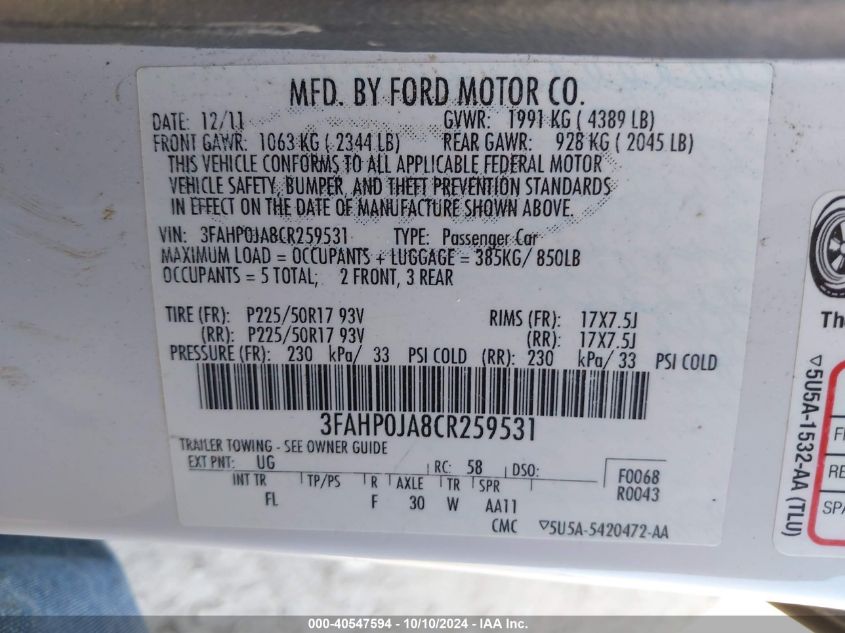 MFD. BY FORD MOTOR CO.
DATE: 12/11 GVWR: 1991 KG ( 4389 LB)
FRONT GAWR: 1063 KG ( 2344 LB) REAR GAWR: 928 KG ( 2045 LB)
THIS VEHICLE CONFORMS TO ALL APPLICABLE FEDERAL MOTOR
VEHICLE SAFETY, BUMPER, AND THEFT PREVENTION STANDARDS
IN EFFECT ON THE DATE OF MANUFACTURE SHOWN ABOVE.
VIN: 3FAHP0JA8CR259531 TYPE: Passenger Car
MAXIMUM LOAD = OCCUPANTS + LUGGAGE = 385KG/ 850LB
OCCUPANTS = 5 TOTAL; 2 FRONT, 3 REAR
TIRE (FR): P225/50R17 93V RIMS (FR): 17X7.5J
(RR): P225/50R17 93V (RR): 17X7.5J
PRESSURE (FR): 230 kPa/ 33 PSI COLD (RR): 230 kPa/ 33 PSI COLD
3FAHP0JA8CR259531
TRAILER TOWING - SEE OWNER GUIDE
EXT PNT: UG RC: 58 DSO: F0068
INT TR TP/PS R AXLE TR SPR R0043
FL F 30 W AA11
CMC ▽5U5A-5420472-AA
Th
▽5U5A-1532-AA (TLU)
F
RE
SPA
000-40547594 - 10/10/2024 - IAA Inc.